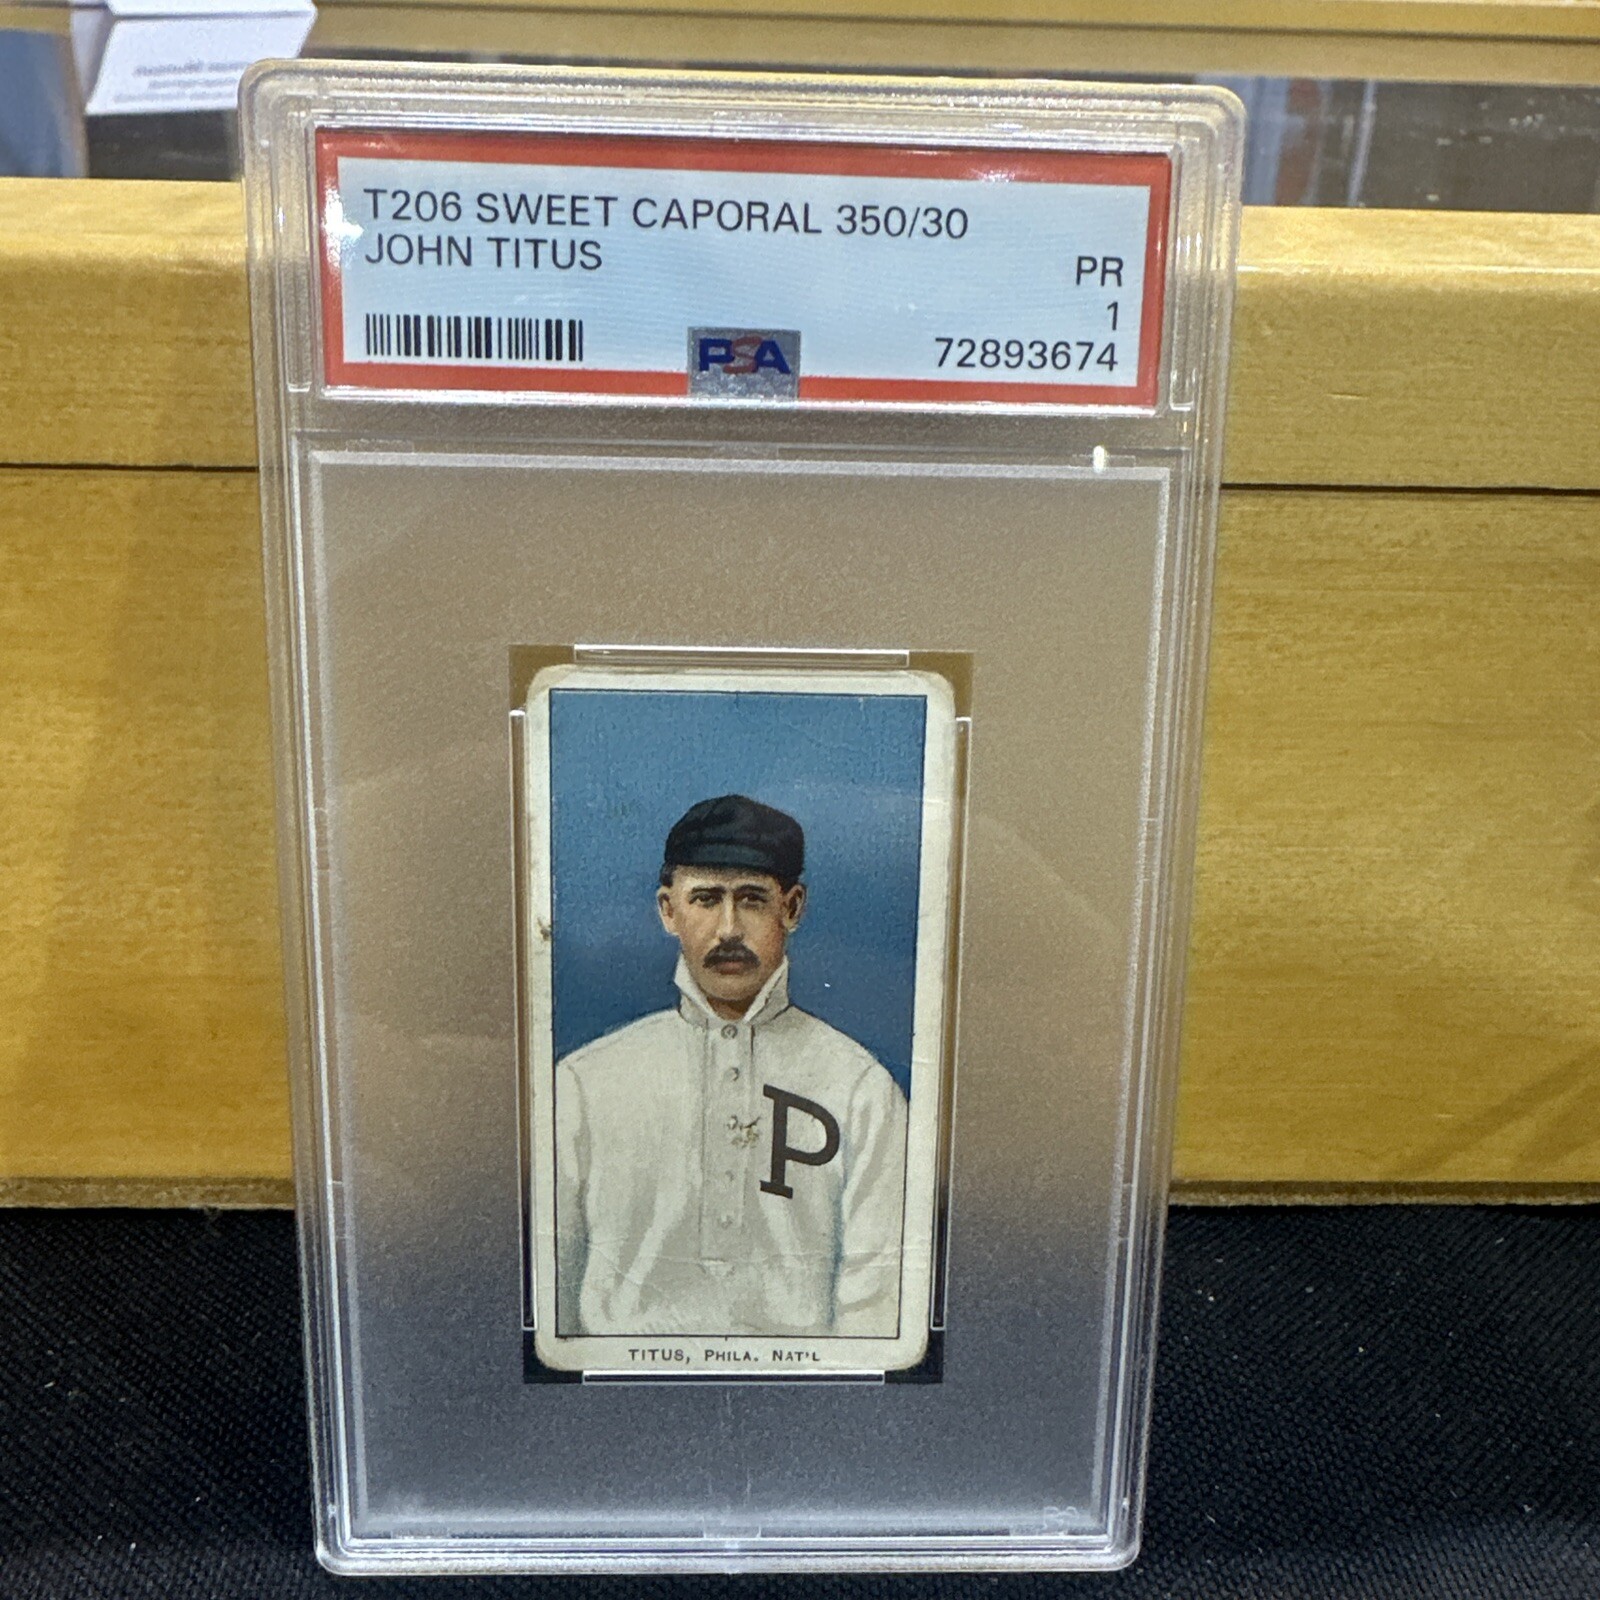 T206 SWEET CAPORAL 350/30
JOHN TITUS
PR
1
PSA
72893674
P
TITUS, PHILA. NAT'L